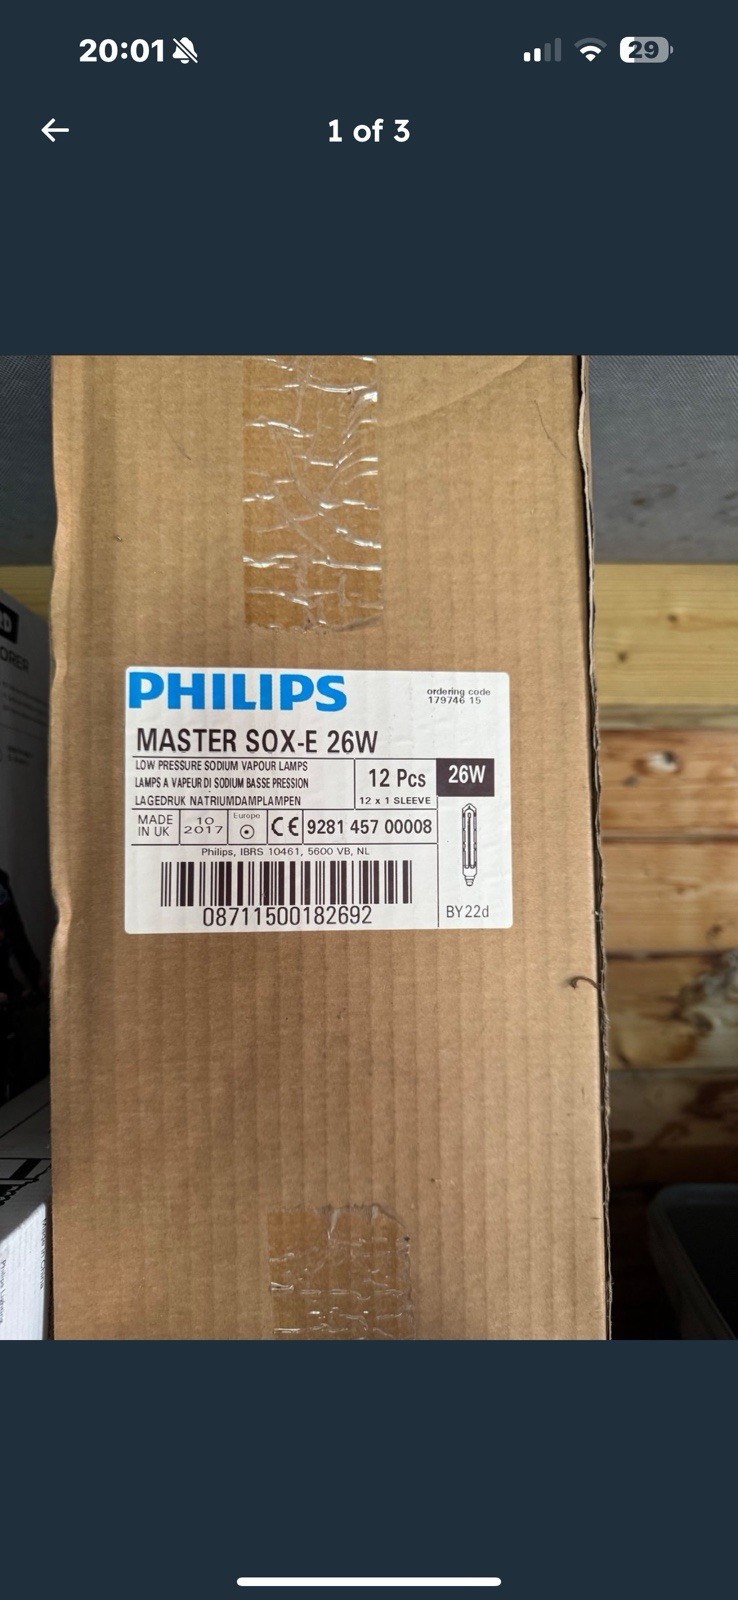 20:01
29
1 of 3
PHILIPS
ordering code
179746 15
MASTER SOX-E 26W
LOW PRESSURE SODIUM VAPOUR LAMPS
LAMPS A VAPEUR DI SODIUM BASSE PRESSION
LAGEDRUK NATRIUMDAMPLAMPEN
12 Pcs
12 x 1 SLEEVE
26W
MADE
IN UK
10
2017
Europe
CE
9281 457 00008
Philips, IBRS 10461, 5600 VB, NL
08711500182692
BY22d